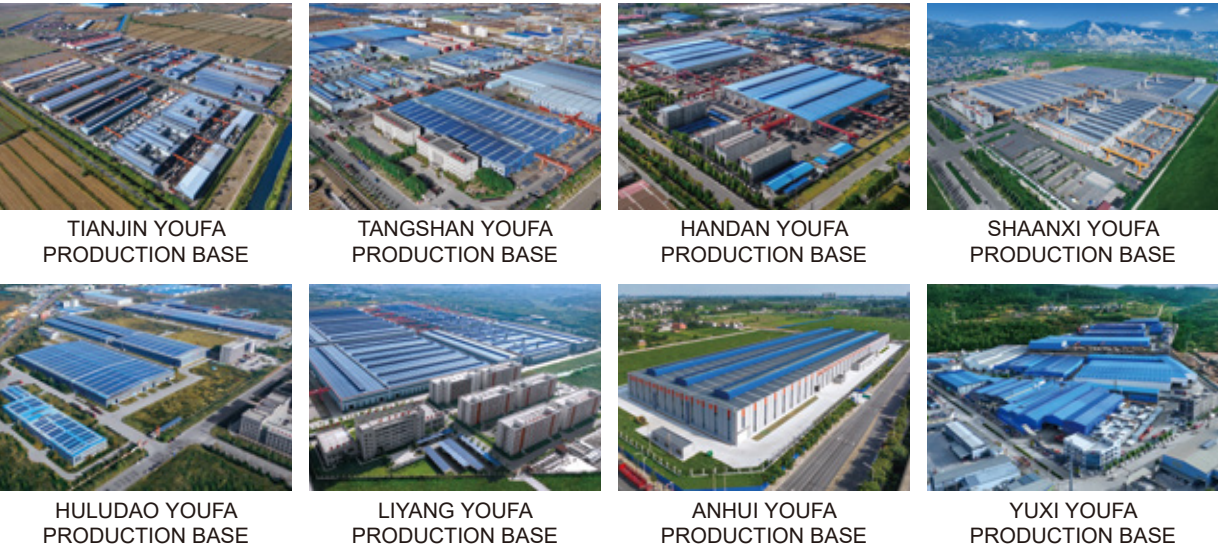 TIANJIN YOUFA
PRODUCTION BASE
TANGSHAN YOUFA
PRODUCTION BASE
HANDAN YOUFA
PRODUCTION BASE
SHAANXI YOUFA
PRODUCTION BASE
HULUDAO YOUFA
PRODUCTION BASE
LIYANG YOUFA
PRODUCTION BASE
ANHUI YOUFA
PRODUCTION BASE
YUXI YOUFA
PRODUCTION BASE